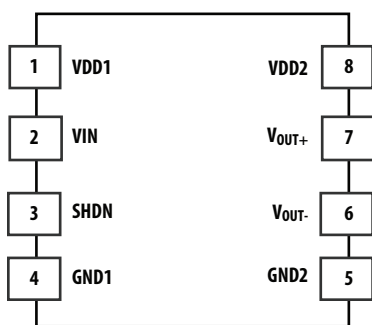 1 VDD1 VDD2 8
2 VIN VOUT+ 7
3 SHDN VOUT- 6
4 GND1 GND2 5